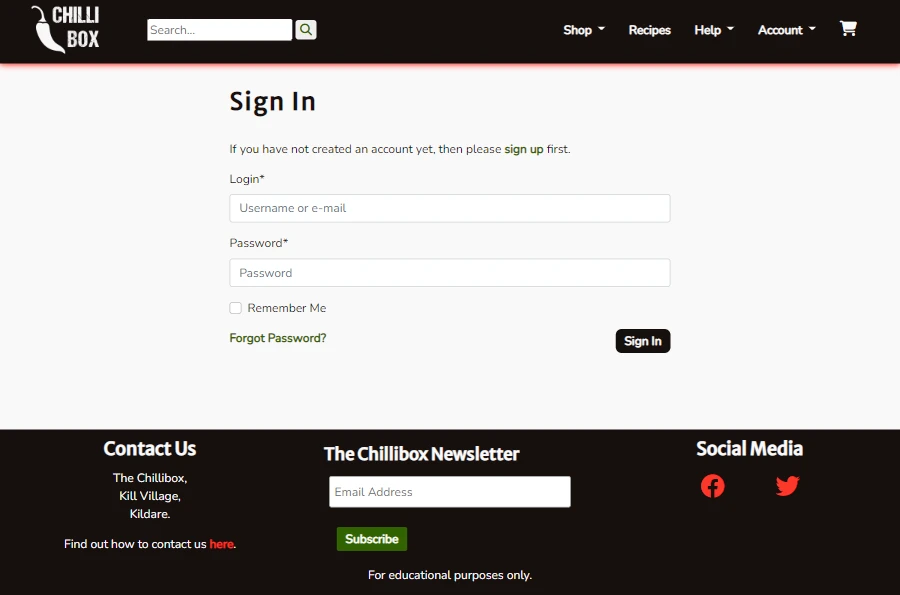 CHILLI
BOX
Search...
Shop
Recipes
Help
Account
Sign In
If you have not created an account yet, then please sign up first.
Login*
Username or e-mail
Password*
Password
Remember Me
Forgot Password?
Sign In
Contact Us
The Chillibox,
Kill Village,
Kildare.
Find out how to contact us here.
The Chillibox Newsletter
Email Address
Subscribe
For educational purposes only.
Social Media